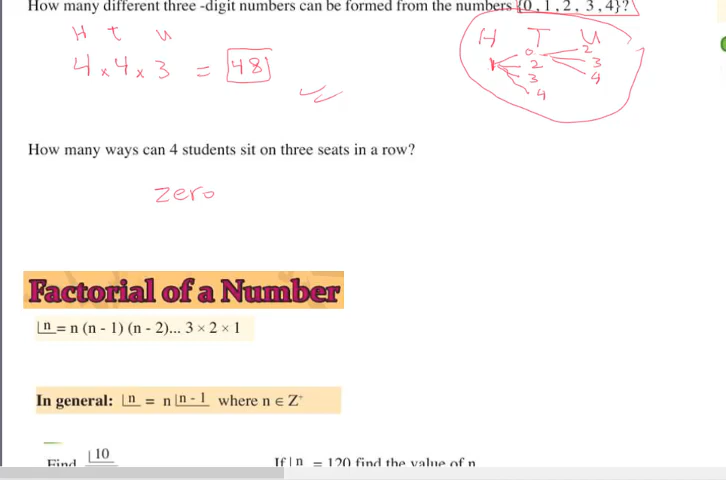 How many different three -digit numbers can be formed from the numbers {0 , 1 , 2 , 3 , 4}?
H t u
4 × 4 × 3 = 48
H T U
0 2
1 2 3
3 4
4
How many ways can 4 students sit on three seats in a row?
zero
Factorial of a Number
⌊n = n (n - 1) (n - 2)... 3 × 2 × 1
In general: ⌊n = n ⌊n - 1 where n ∈ Z⁺
Find ⌊10
If ⌊n = 120 find the value of n